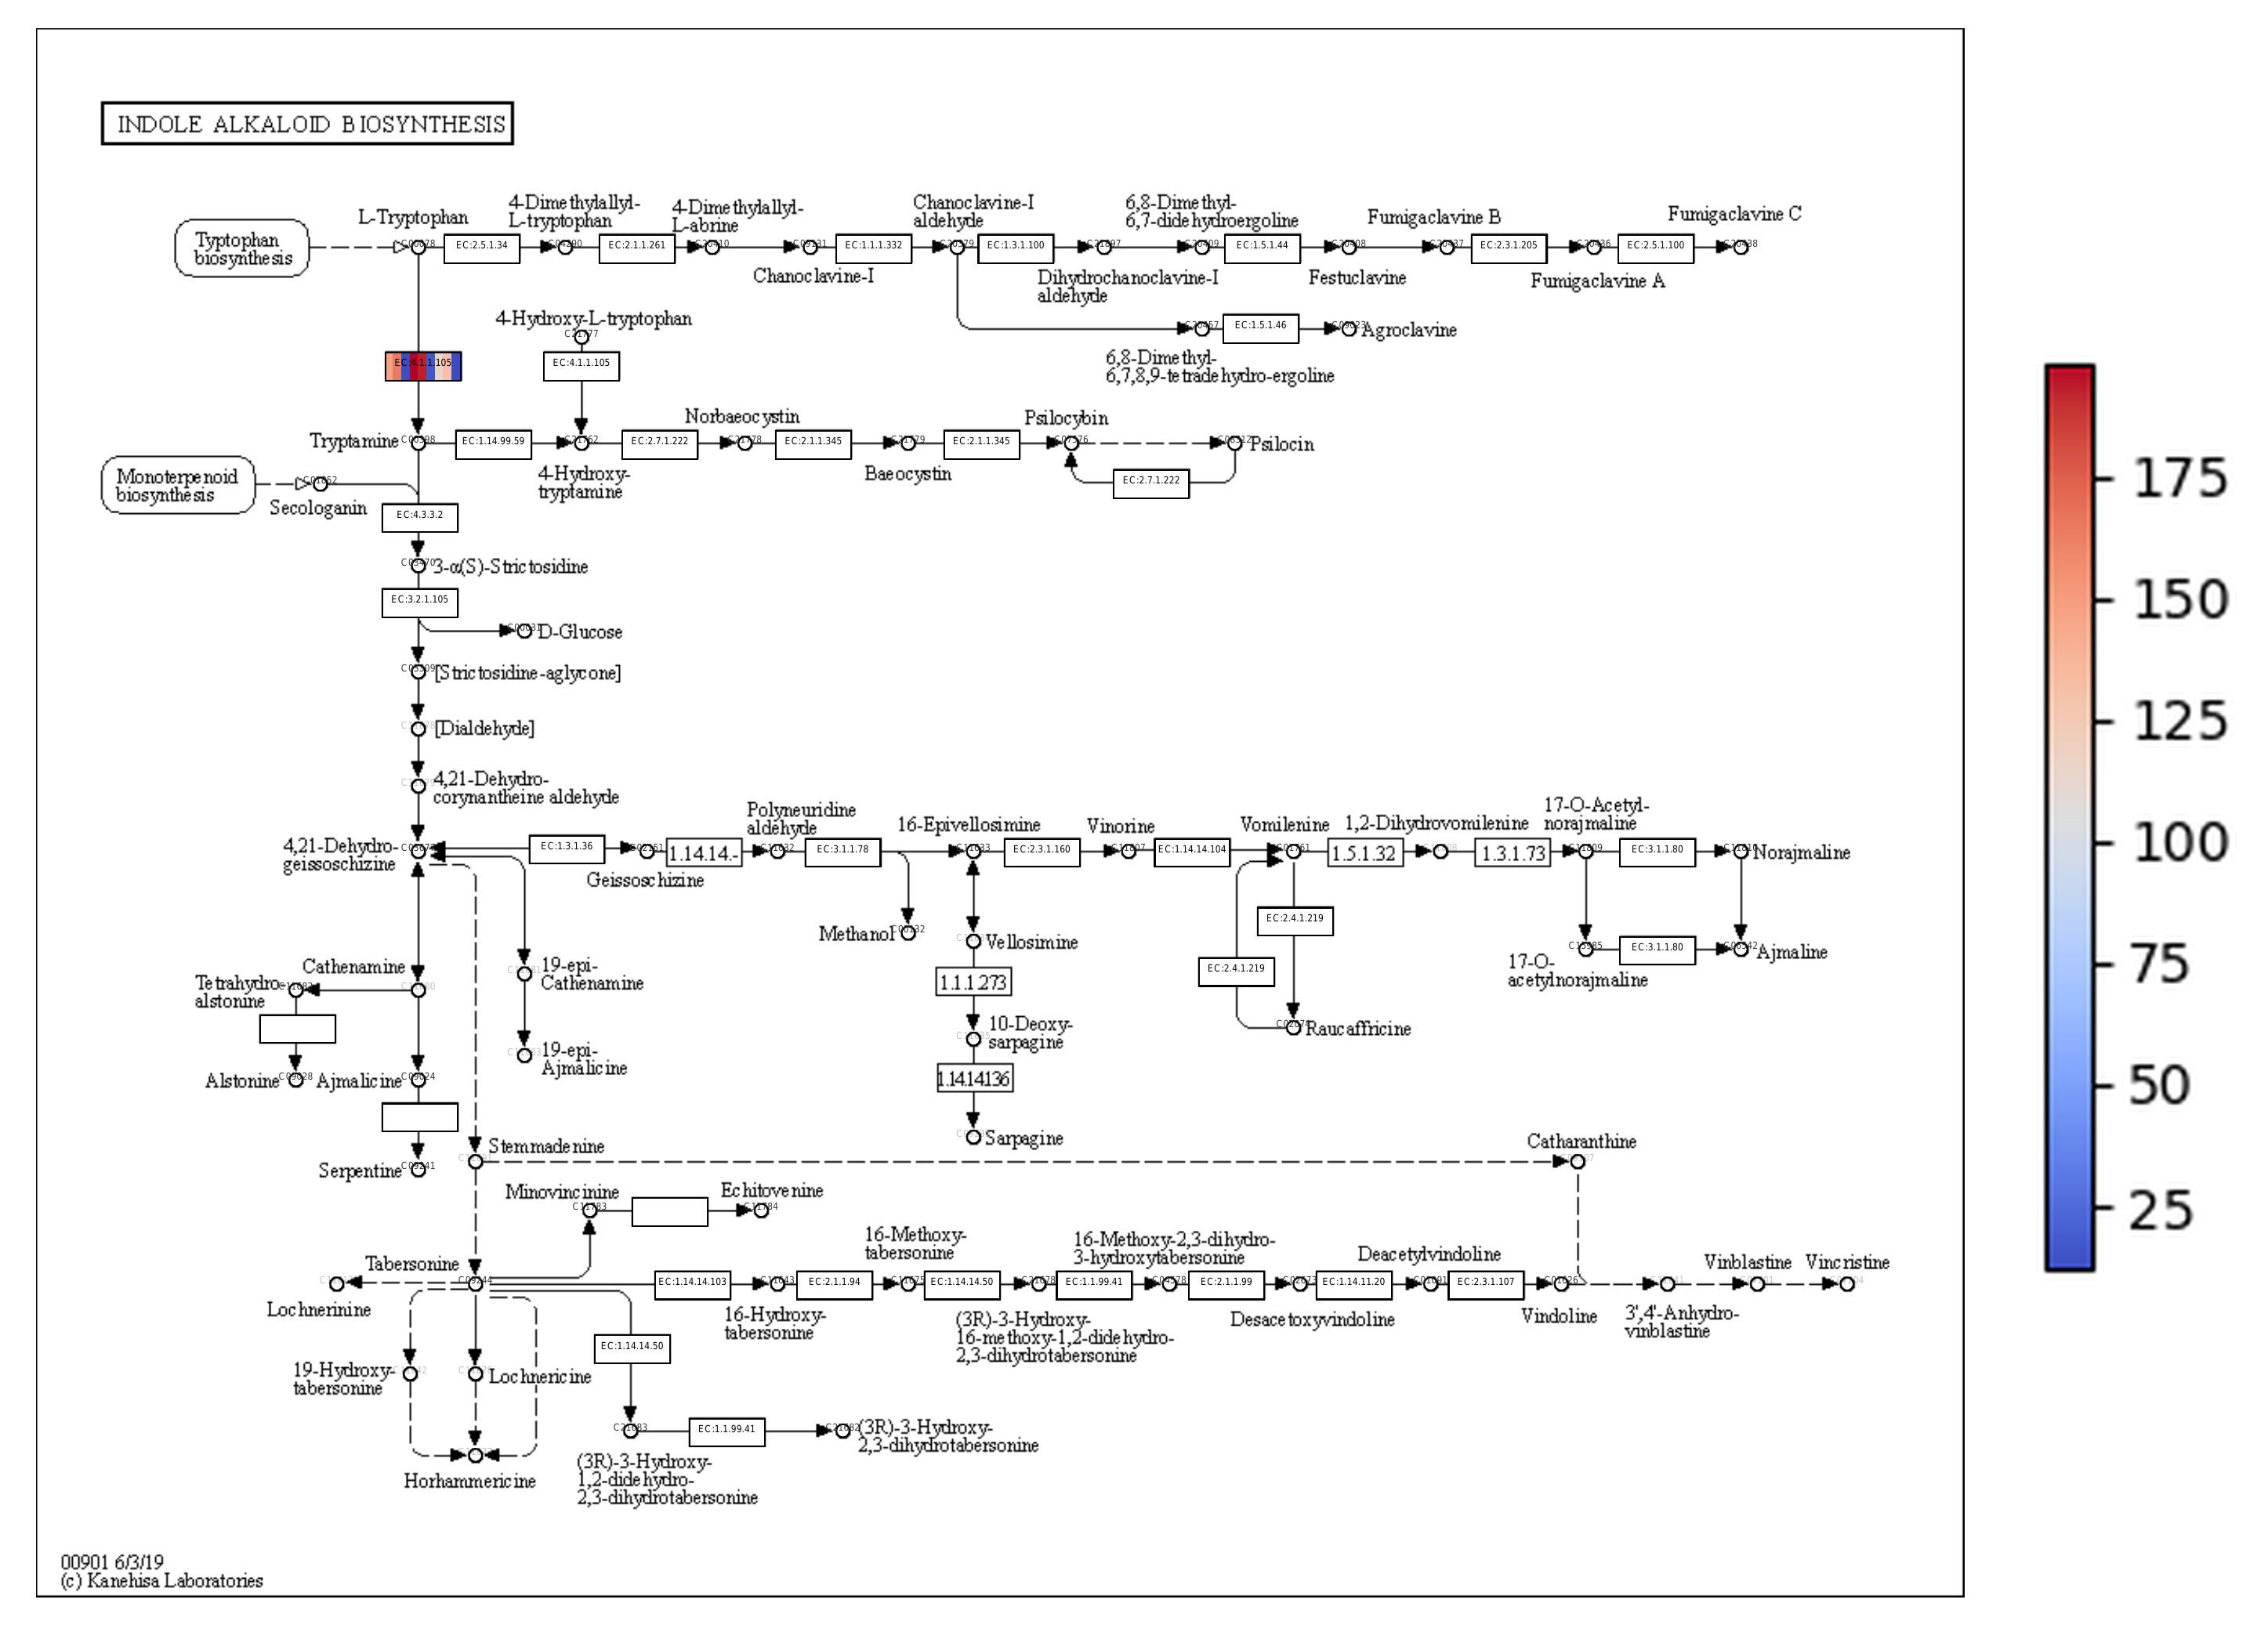 INDOLE ALKALOID BIOSYNTHESIS
Typtophan
biosynthesis
L-Tryptophan
EC:2.5.1.34
4-Dimethylallyl-
L-tryptophan
EC:2.1.1.261
4-Dimethylallyl-
L-abrine
Chanoclavine-I
EC:1.1.1.332
Chanoclavine-I
aldehyde
EC:1.3.1.100
Dihydrochanoclavine-I
aldehyde
6,8-Dimethyl-
6,7-didehydroergoline
EC:1.5.1.44
Festuclavine
Fumigaclavine B
EC:2.3.1.205
Fumigaclavine A
EC:2.5.1.100
Fumigaclavine C
4-Hydroxy-L-tryptophan
EC:1.5.1.46
Agroclavine
6,8-Dimethyl-
6,7,8,9-tetradehydro-ergoline
EC:4.1.1.105
EC:4.1.1.105
Tryptamine
EC:1.14.99.59
4-Hydroxy-
tryptamine
EC:2.7.1.222
Norbaeocystin
EC:2.1.1.345
Baeocystin
EC:2.1.1.345
Psilocybin
Psilocin
EC:2.7.1.222
Monoterpenoid
biosynthesis
Secologanin
EC:4.3.3.2
3-α(S)-Strictosidine
EC:3.2.1.105
D-Glucose
[Strictosidine-aglycone]
[Dialdehyde]
4,21-Dehydro-
corynantheine aldehyde
4,21-Dehydro-
geissoschizine
EC:1.3.1.36
Geissoschizine
1.14.14.-
Polyneuridine
aldehyde
EC:3.1.1.78
Methanol
16-Epivellosimine
EC:2.3.1.160
Vinorine
EC:1.14.14.104
Vomilenine
1.5.1.32
1,2-Dihydrovomilenine
1.3.1.73
17-O-Acetyl-
norajmaline
EC:3.1.1.80
Norajmaline
EC:2.4.1.219
EC:2.4.1.219
Raucaffricine
17-O-
acetylnorajmaline
EC:3.1.1.80
Ajmaline
Vellosimine
1.1.1.273
10-Deoxy-
sarpagine
1.14.14136
Sarpagine
Cathenamine
Tetrahydro
alstonine
19-epi-
Cathenamine
19-epi-
Ajmalicine
Alstonine
Ajmalicine
Serpentine
Stemmadenine
Catharanthine
Minovincinine
Echitovenine
Tabersonine
Lochnerinine
EC:1.14.14.103
16-Hydroxy-
tabersonine
EC:2.1.1.94
16-Methoxy-
tabersonine
EC:1.14.14.50
(3R)-3-Hydroxy-
16-methoxy-1,2-didehydro-
2,3-dihydrotabersonine
EC:1.1.99.41
16-Methoxy-2,3-dihydro-
3-hydroxytabersonine
EC:2.1.1.99
Desacetoxyvindoline
EC:1.14.11.20
Deacetylvindoline
EC:2.3.1.107
Vindoline
3',4'-Anhydro-
vinblastine
Vinblastine
Vincristine
EC:1.14.14.50
19-Hydroxy-
tabersonine
Lochnericine
Horhammericine
(3R)-3-Hydroxy-
1,2-didehydro-
2,3-dihydrotabersonine
EC:1.1.99.41
(3R)-3-Hydroxy-
2,3-dihydrotabersonine
00901 6/3/19
(c) Kanehisa Laboratories
175
150
125
100
75
50
25